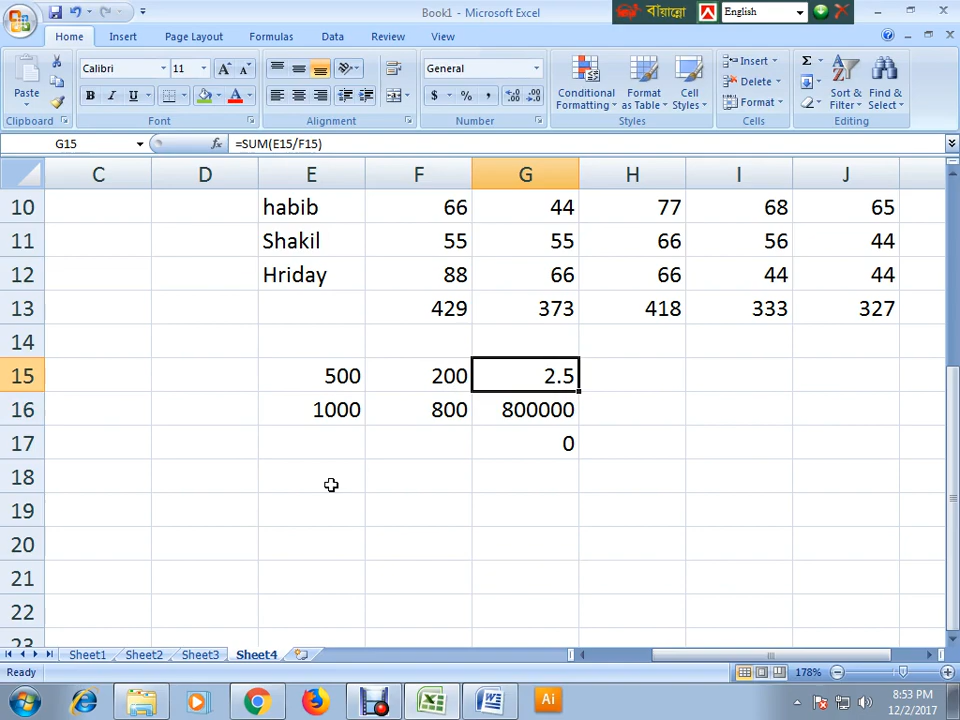 Book1 - Microsoft Excel
বাঁয়ান্নো
English
Home
Insert
Page Layout
Formulas
Data
Review
View
Paste
Calibri
11
General
Conditional
Formatting
Format
as Table
Cell
Styles
Insert
Delete
Format
Sort &
Filter
Find &
Select
Clipboard
Font
Alignment
Number
Styles
Cells
Editing
G15
fx
=SUM(E15/F15)
C D E F G H I J
10 habib 66 44 77 68 65
11 Shakil 55 55 66 56 44
12 Hriday 88 66 66 44 44
13 429 373 418 333 327
14
15 500 200 2.5
16 1000 800 800000
17 0
18
19
20
21
22
23
Sheet1 Sheet2 Sheet3 Sheet4
Ready
178%
8:53 PM
12/2/2017